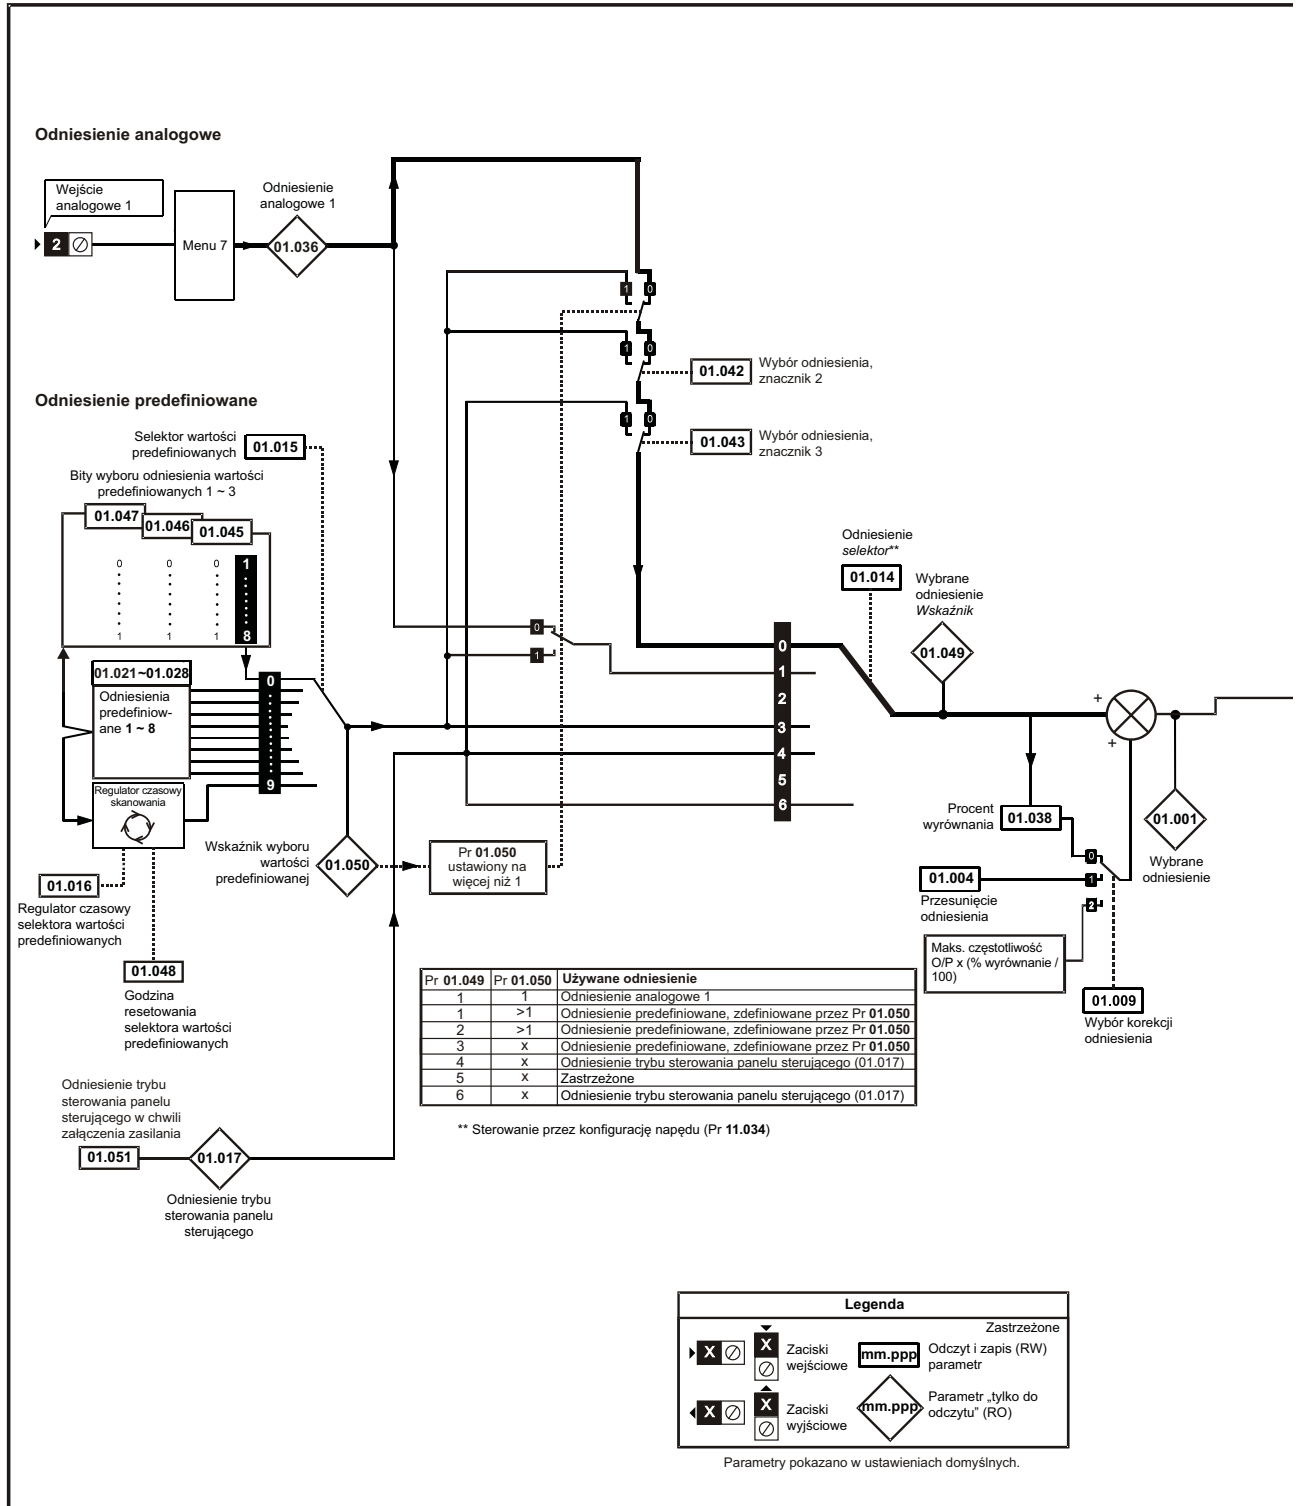 Odniesienie analogowe
Wejście
analogowe 1
2
Menu 7
Odniesienie
analogowe 1
01.036
1 0
1 0
01.042
Wybór odniesienia,
znacznik 2
1 0
01.043
Wybór odniesienia,
znacznik 3
Odniesienie predefiniowane
Selektor wartości
predefiniowanych
01.015
Bity wyboru odniesienia wartości
predefiniowanych 1 ~ 3
01.047
01.046
01.045
0 0 0 1
1 1 1 8
01.021~01.028
Odniesienia
predefiniow-
ane 1 ~ 8
0
9
Regulator czasowy
skanowania
01.016
Regulator czasowy
selektora wartości
predefiniowanych
01.048
Godzina
resetowania
selektora wartości
predefiniowanych
Wskaźnik wyboru
wartości
predefiniowanej
01.050
Pr 01.050
ustawiony na
więcej niż 1
0
1
0
1
2
3
4
5
6
Odniesienie
selektor**
01.014
Wybrane
odniesienie
Wskaźnik
01.049
+
+
Procent
wyrównania
01.038
01.004
Przesunięcie
odniesienia
0
1
2
Maks. częstotliwość
O/P x (% wyrównanie /
100)
01.009
Wybór korekcji
odniesienia
01.001
Wybrane
odniesienie
Pr 01.049 Pr 01.050 Używane odniesienie
1 1 Odniesienie analogowe 1
1 >1 Odniesienie predefiniowane, zdefiniowane przez Pr 01.050
2 >1 Odniesienie predefiniowane, zdefiniowane przez Pr 01.050
3 x Odniesienie predefiniowane, zdefiniowane przez Pr 01.050
4 x Odniesienie trybu sterowania panelu sterującego (01.017)
5 x Zastrzeżone
6 x Odniesienie trybu sterowania panelu sterującego (01.017)
** Sterowanie przez konfigurację napędu (Pr 11.034)
Odniesienie trybu
sterowania panelu
sterującego w chwili
załączenia zasilania
01.051
01.017
Odniesienie trybu
sterowania panelu
sterującego
Legenda
Zastrzeżone
X
X
Zaciski
wejściowe
mm.ppp
Odczyt i zapis (RW)
parametr
X
X
Zaciski
wyjściowe
mm.ppp
Parametr „tylko do
odczytu” (RO)
Parametry pokazano w ustawieniach domyślnych.